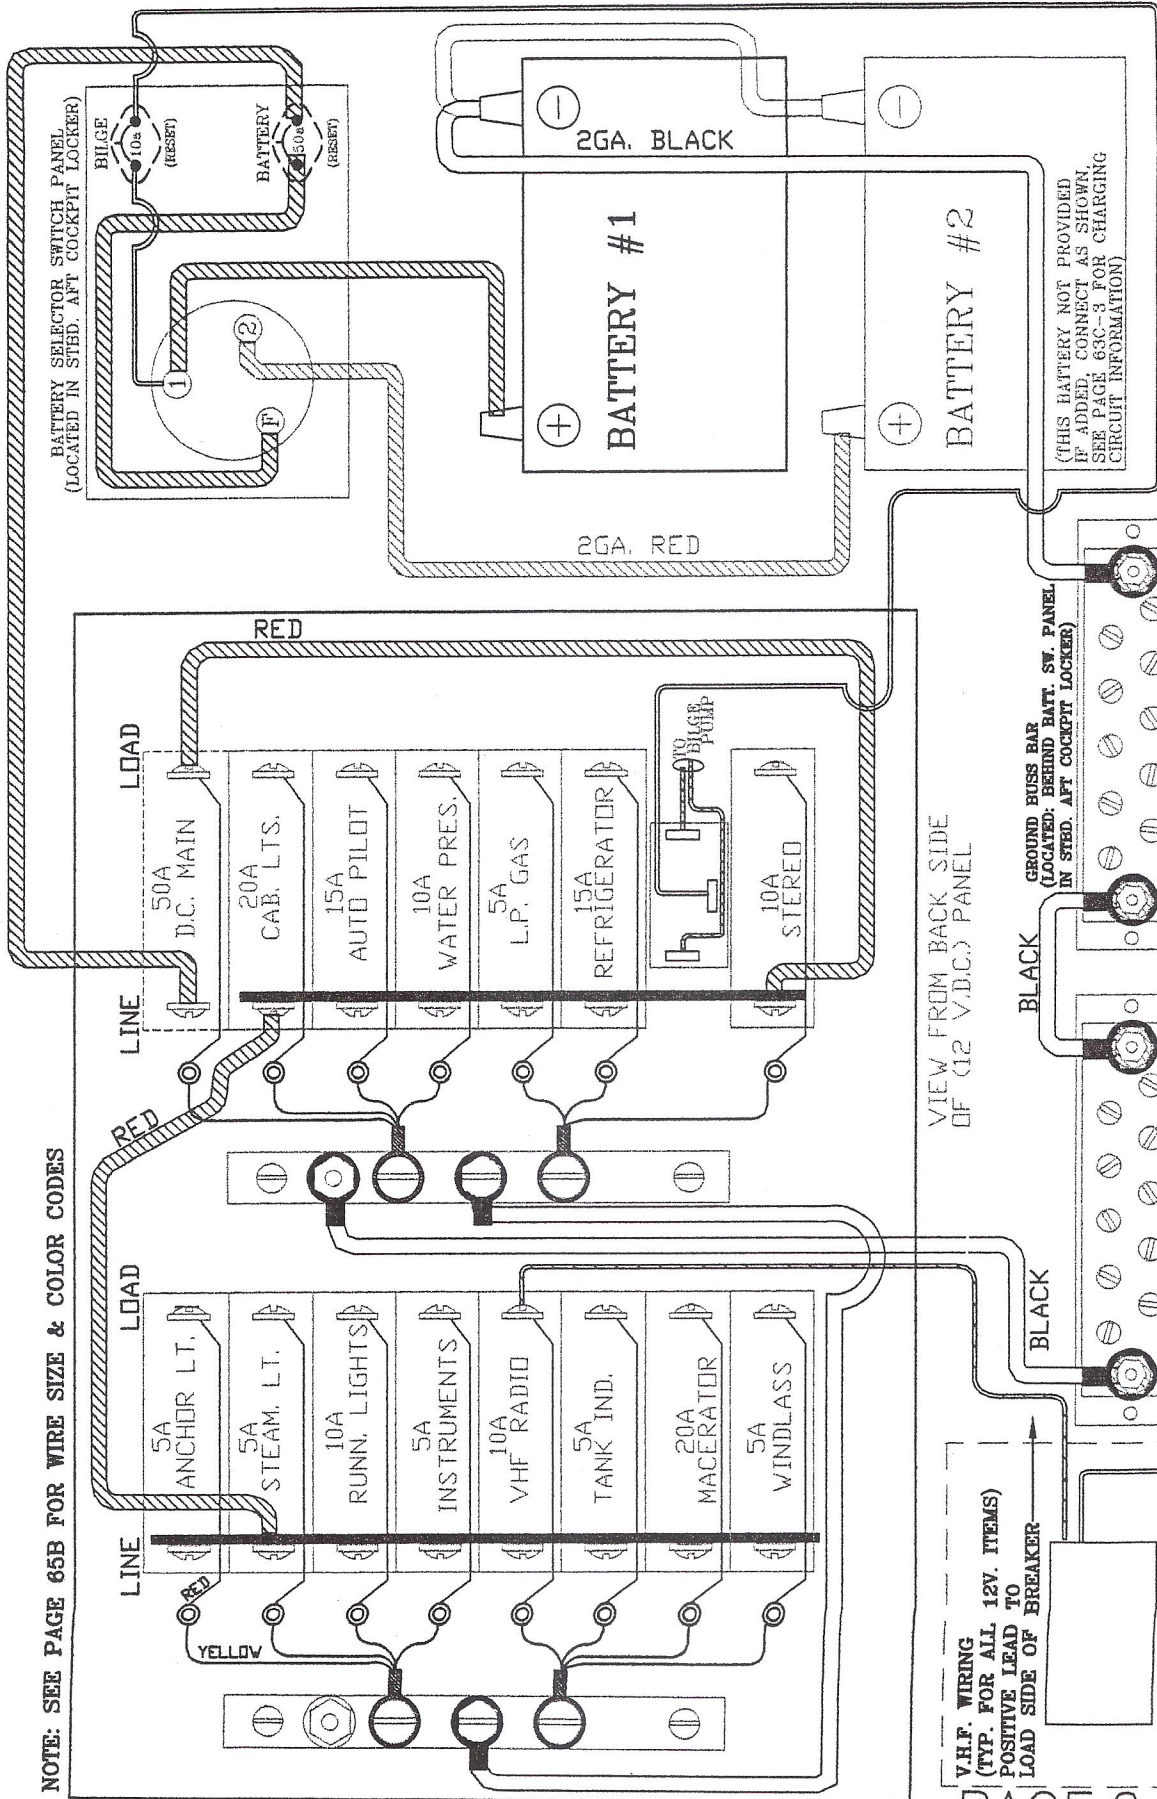 NOTE: SEE PAGE 65B FOR WIRE SIZE & COLOR CODES
BATTERY SELECTOR SWITCH PANEL
(LOCATED IN STBD. AFT COCKPIT LOCKER)
BILGE
10a
(RESET)
BATTERY
50a
(RESET)
1
2
F
2GA. BLACK
BATTERY #1
+
-
2GA. RED
BATTERY #2
+
-
(THIS BATTERY NOT PROVIDED
IF ADDED, CONNECT AS SHOWN,
SEE PAGE 63C-3 FOR CHARGING
CIRCUIT INFORMATION)
RED
LINE
LOAD
50A
D.C. MAIN
20A
CAB. LTS.
15A
AUTO PILOT
10A
WATER PRES.
5A
L.P. GAS
15A
REFRIGERATOR
TO
BILGE
PUMP
10A
STEREO
VIEW FROM BACK SIDE
OF (12 V.D.C.) PANEL
RED
LINE
LOAD
5A
ANCHOR LT.
5A
STEAM. LT.
10A
RUNN. LIGHTS
5A
INSTRUMENTS
10A
VHF RADIO
5A
TANK IND.
20A
MACERATOR
5A
WINDLASS
RED
YELLOW
GROUND BUSS BAR
(LOCATED: BEHIND BATT. SW. PANEL
IN STBD. AFT COCKPIT LOCKER)
BLACK
BLACK
V.H.F. WIRING
(TYP. FOR ALL 12V. ITEMS)
POSITIVE LEAD TO
LOAD SIDE OF BREAKER